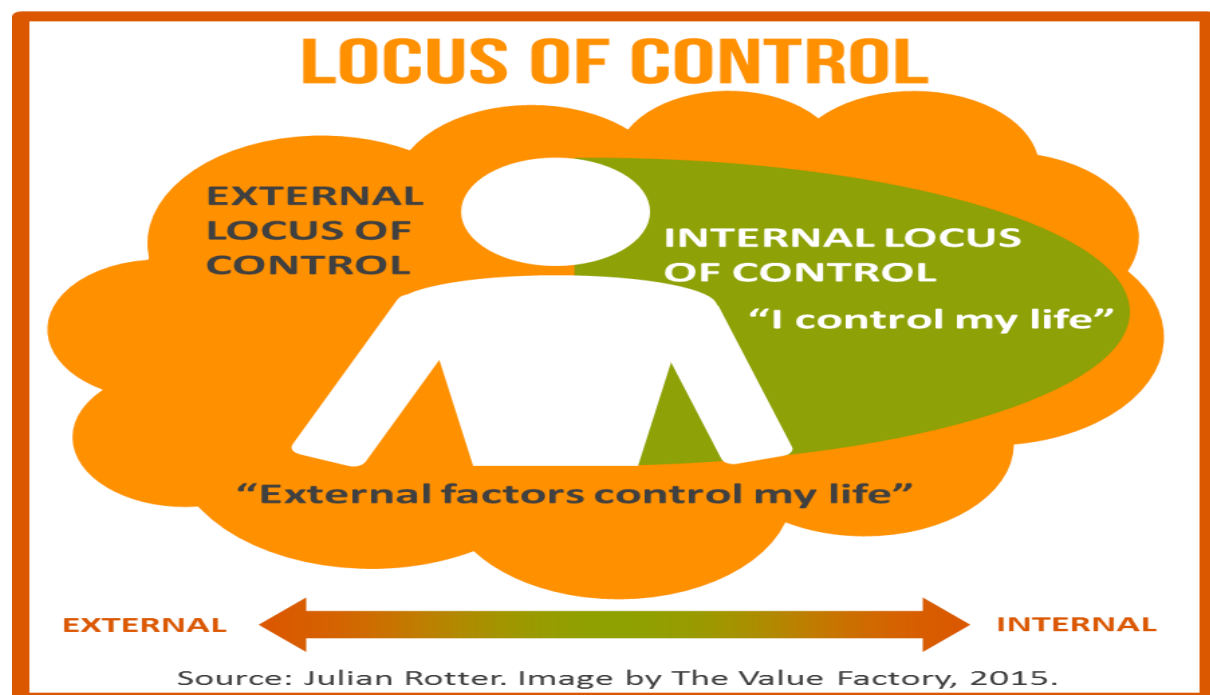 LOCUS OF CONTROL
EXTERNAL
LOCUS OF
CONTROL
INTERNAL LOCUS
OF CONTROL
“I control my life”
“External factors control my life”
EXTERNAL
INTERNAL
Source: Julian Rotter. Image by The Value Factory, 2015.